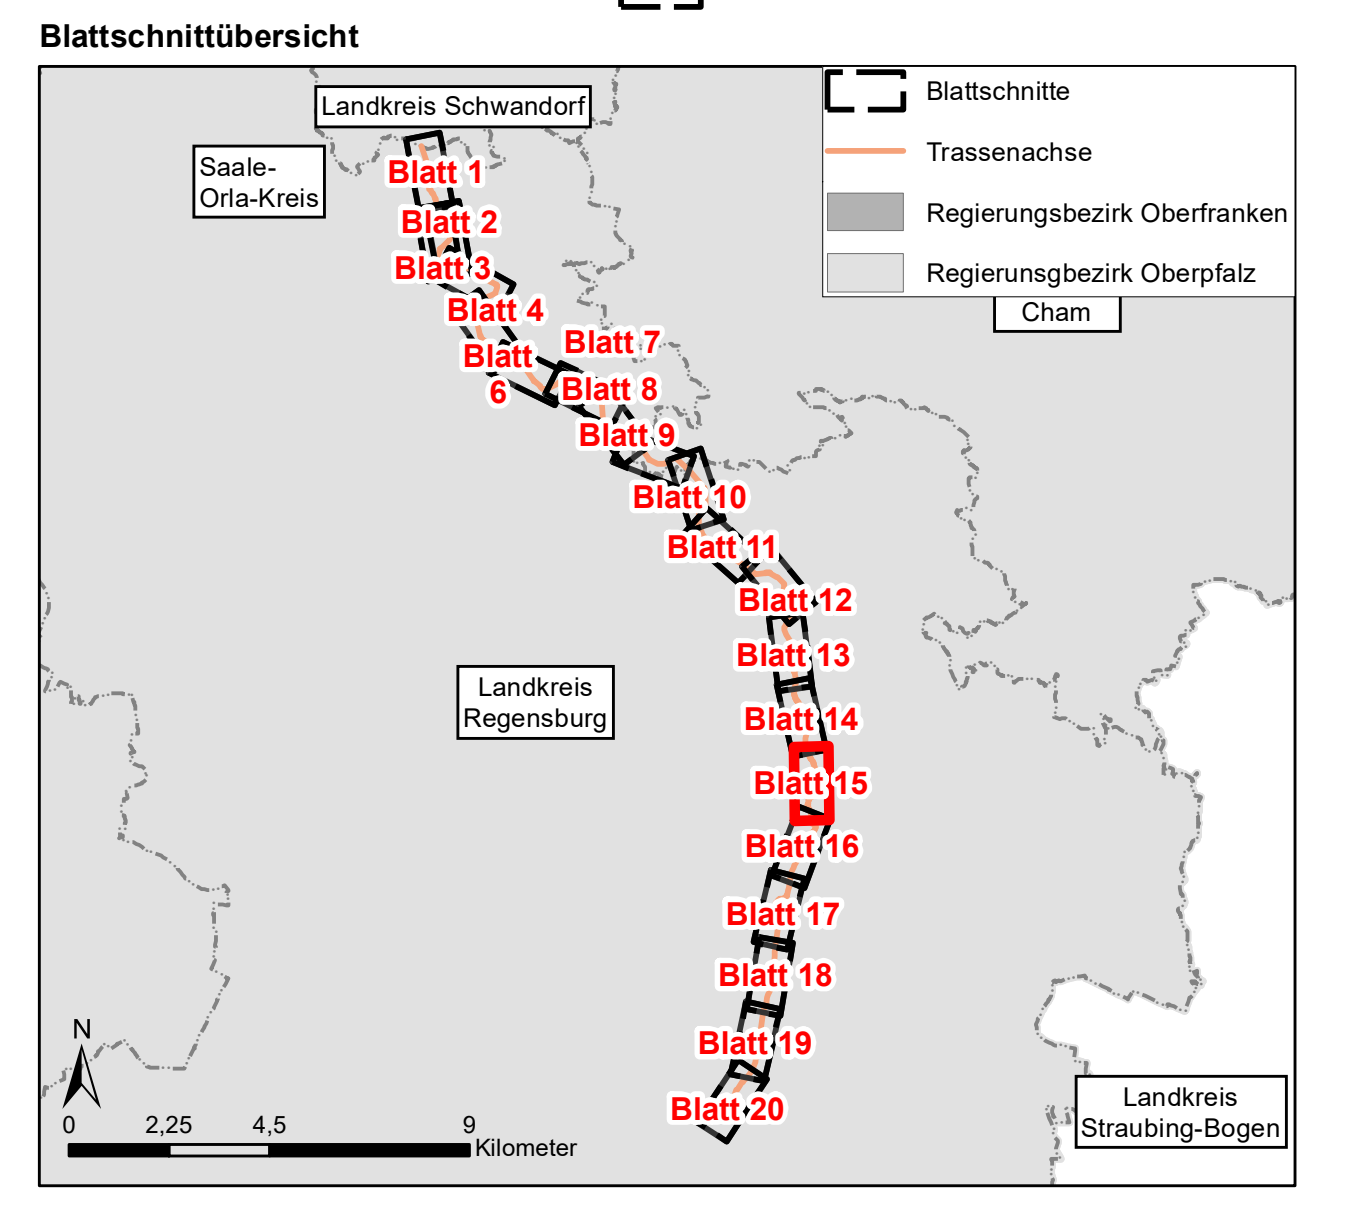 Blattschnittübersicht
Landkreis Schwandorf
Saale-
Orla-Kreis
Blattschnitte
Trassenachse
Regierungsbezirk Oberfranken
Regierunsgbezirk Oberpfalz
Cham
Blatt 1
Blatt 2
Blatt 3
Blatt 4
Blatt 7
Blatt
6
Blatt 8
Blatt 9
Blatt 10
Blatt 11
Blatt 12
Blatt 13
Landkreis
Regensburg
Blatt 14
Blatt 15
Blatt 16
Blatt 17
Blatt 18
Blatt 19
Blatt 20
N
0 2,25 4,5 9
Kilometer
Landkreis
Straubing-Bogen